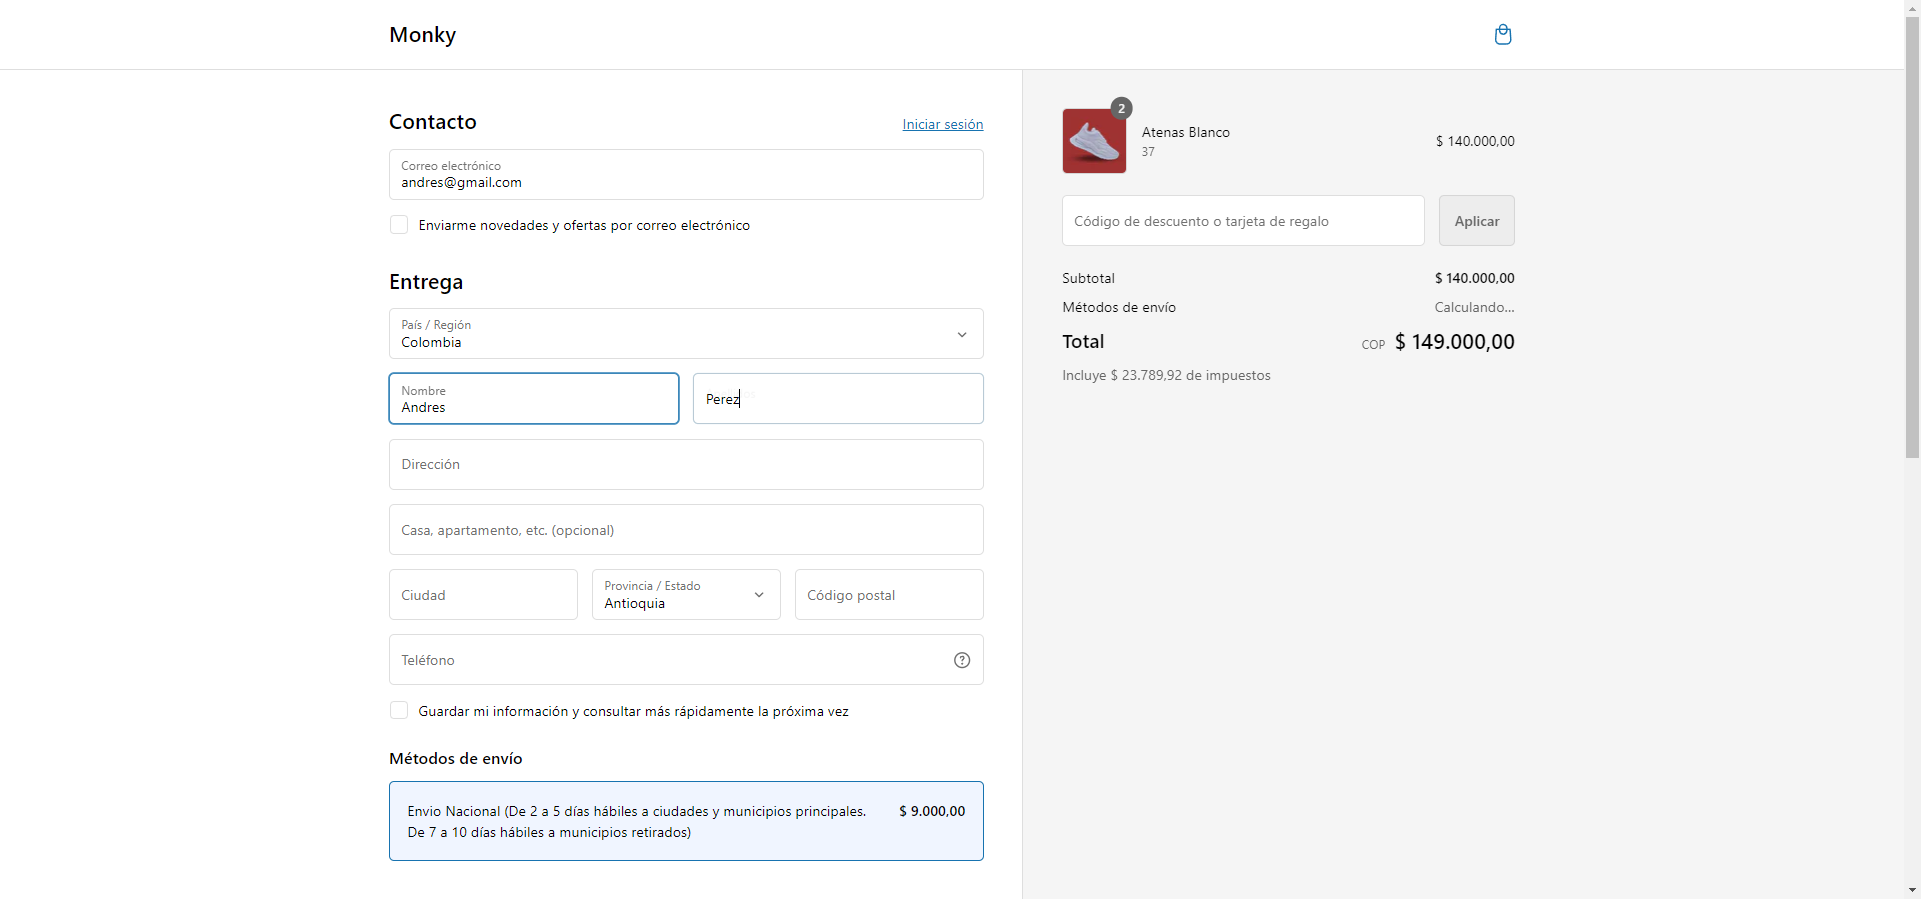 Monky
Contacto
Iniciar sesión
Correo electrónico
andres@gmail.com
Enviarme novedades y ofertas por correo electrónico
Entrega
País / Región
Colombia
Nombre
Andres
Perez
Dirección
Casa, apartamento, etc. (opcional)
Ciudad
Provincia / Estado
Antioquia
Código postal
Teléfono
Guardar mi información y consultar más rápidamente la próxima vez
Métodos de envío
Envio Nacional (De 2 a 5 días hábiles a ciudades y municipios principales.
De 7 a 10 días hábiles a municipios retirados)
$ 9.000,00
2
Atenas Blanco
37
$ 140.000,00
Código de descuento o tarjeta de regalo
Aplicar
Subtotal
$ 140.000,00
Métodos de envío
Calculando...
Total
COP $ 149.000,00
Incluye $ 23.789,92 de impuestos